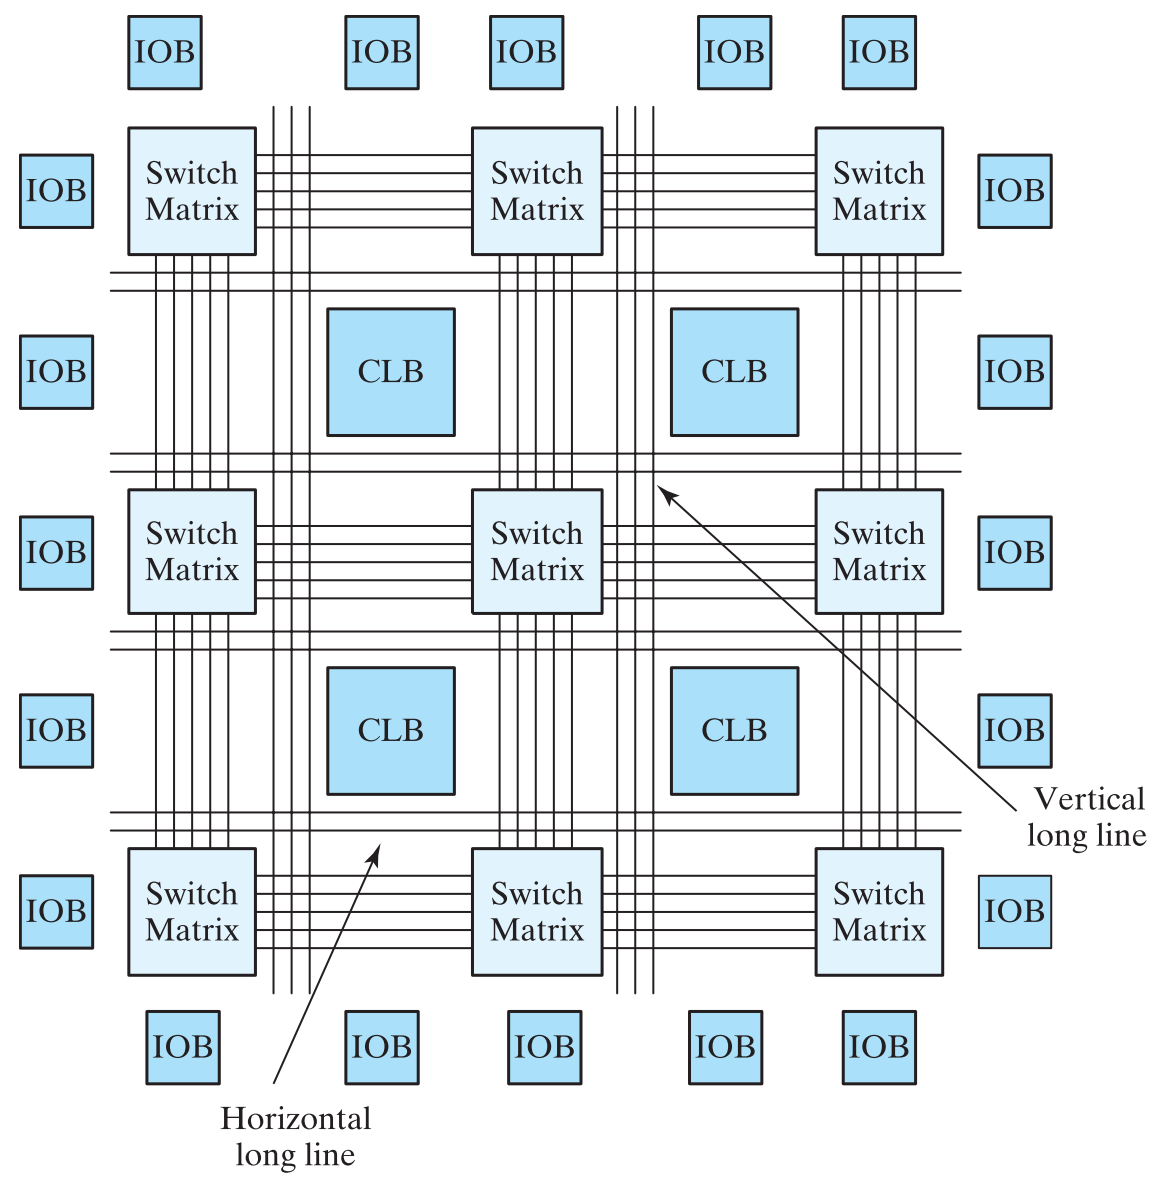 IOB IOB IOB IOB IOB
IOB
Switch
Matrix
Switch
Matrix
Switch
Matrix
IOB
IOB
CLB
CLB
IOB
IOB
Switch
Matrix
Switch
Matrix
Switch
Matrix
IOB
IOB
CLB
CLB
IOB
Vertical
long line
IOB
Switch
Matrix
Switch
Matrix
Switch
Matrix
IOB
IOB IOB IOB IOB IOB
Horizontal
long line